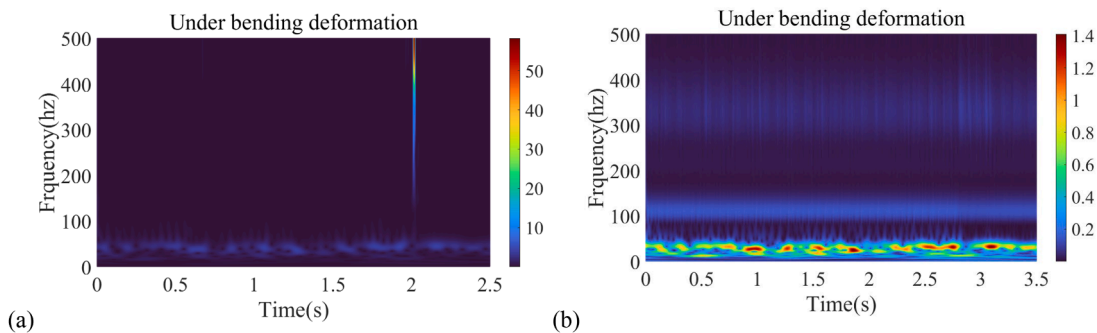 Under bending deformation
500
400
300
200
100
0
Frquency(hz)
0 0.5 1 1.5 2 2.5
Time(s)
50
40
30
20
10
(a)
Under bending deformation
500
400
300
200
100
0
Frquency(hz)
0 0.5 1 1.5 2 2.5 3 3.5
Time(s)
1.4
1.2
1
0.8
0.6
0.4
0.2
(b)